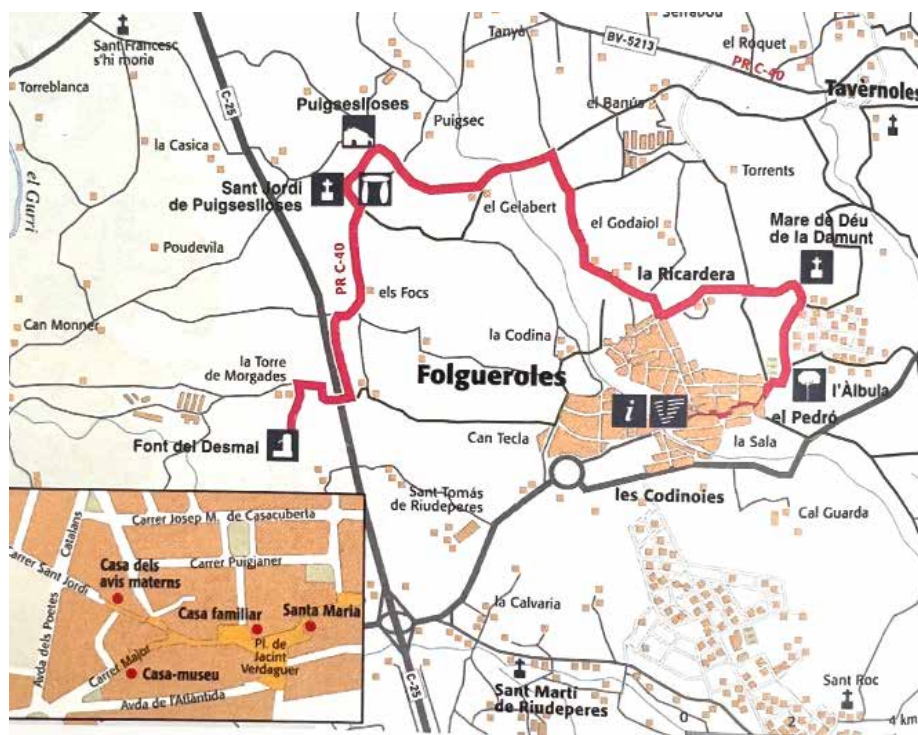 Serrabou
Tanyà
BV-5213
el Roquet
PR C-40
Sant Francesc
s'hi moria
Torreblanca
C-25
Tavèrnoles
Puigseslloses
el Banús
Puigsec
la Casica
Torrents
el Gurri
Sant Jordi
de Puigseslloses
el Gelabert
el Godaiol
Mare de Déu
de la Damunt
Poudevila
PR C-40
la Ricardera
els Focs
Can Monner
la Codina
la Torre
de Morgades
Folgueroles
l'Àlbula
i
el Pedró
Font del Desmai
Can Tecla
la Sala
Sant Tomàs
de Riudeperes
les Codinoies
Cal Guarda
Carrer Josep M. de Casacuberta
Catalans
Carrer Puigjaner
Casa dels
avis materns
Carrer Sant Jordi
Casa familiar
Santa Maria
la Calvaria
Avda dels Poetes
Pl. de
Jacint
Verdaguer
Carrer Major
Casa-museu
Avda de l'Atlàntida
C-25
Sant Martí
de Riudeperes
Sant Roc
0 2 4 km